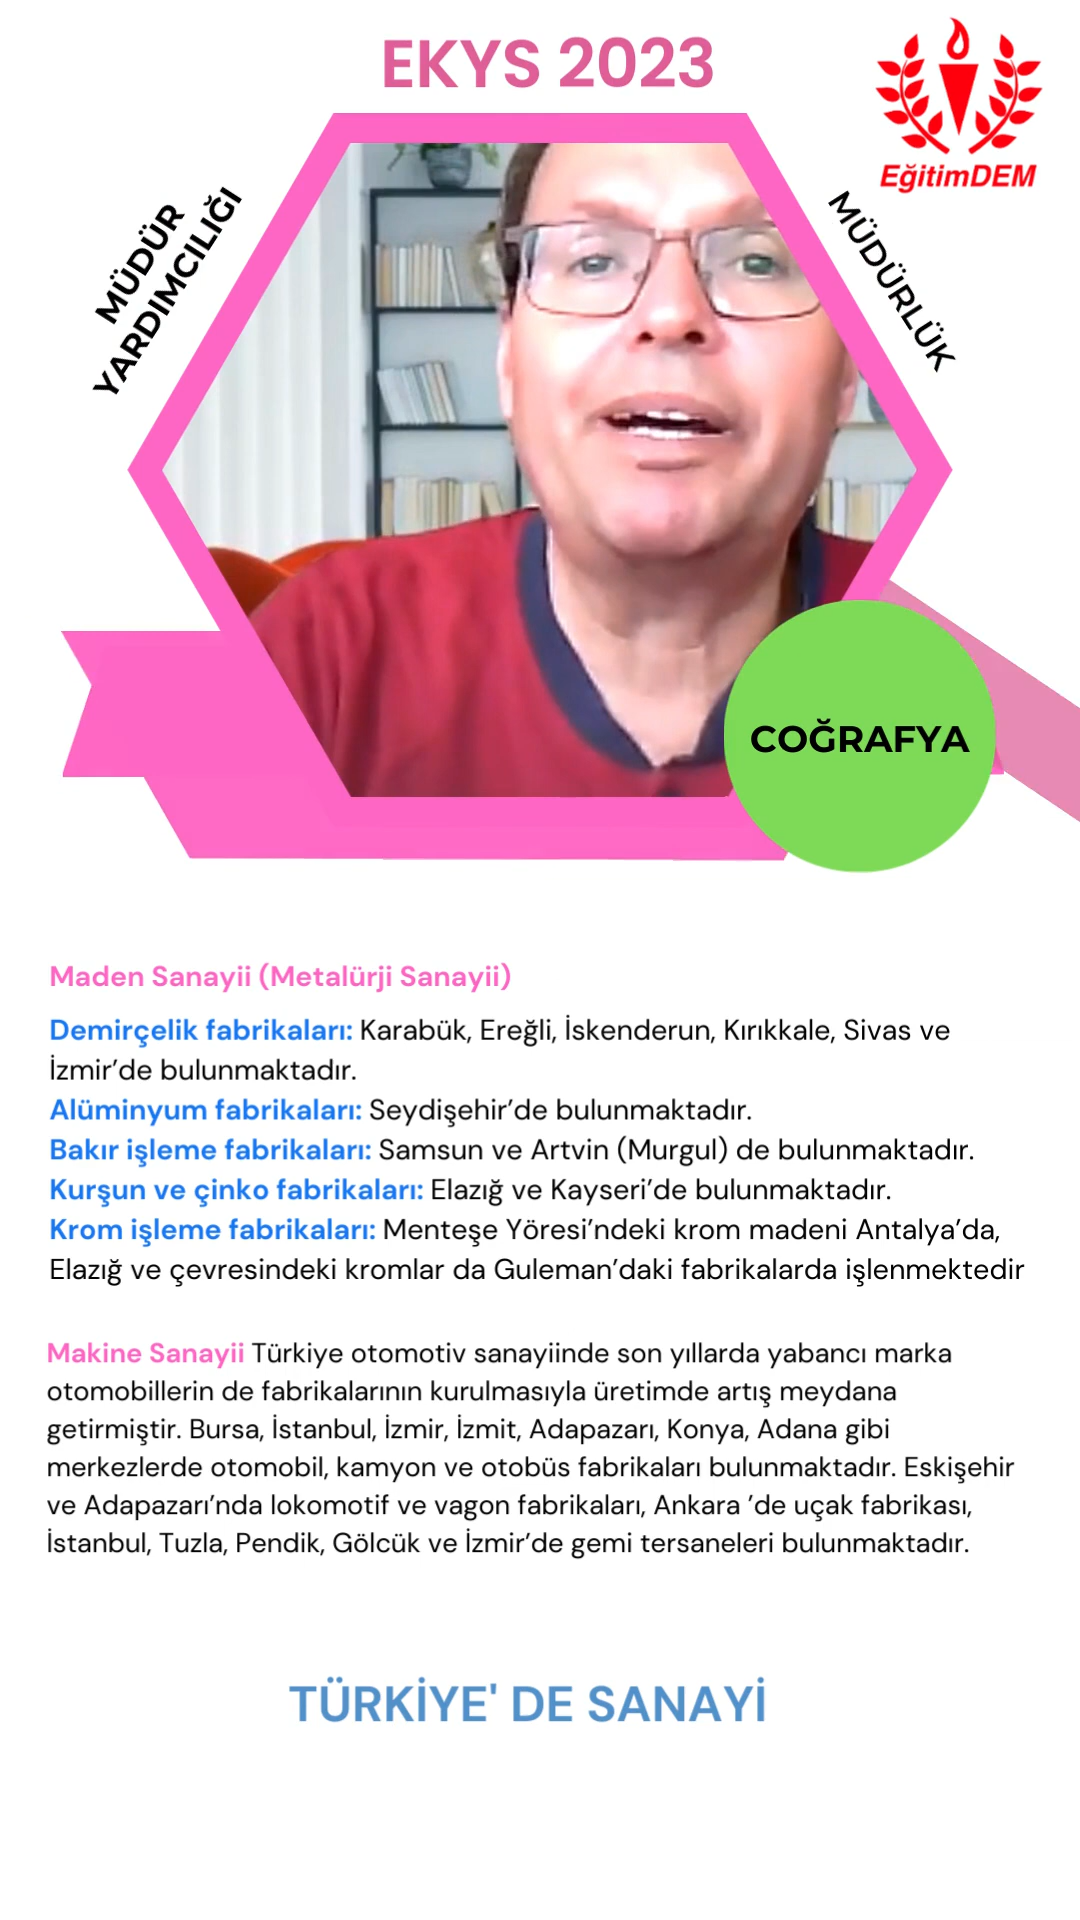 EKYS 2023
EğitimDEM
MÜDÜR
YARDIMCILIĞI
MÜDÜRLÜK
COĞRAFYA
Maden Sanayii (Metalürji Sanayii)
Demirçelik fabrikaları: Karabük, Ereğli, İskenderun, Kırıkkale, Sivas ve
İzmir’de bulunmaktadır.
Alüminyum fabrikaları: Seydişehir’de bulunmaktadır.
Bakır işleme fabrikaları: Samsun ve Artvin (Murgul) de bulunmaktadır.
Kurşun ve çinko fabrikaları: Elazığ ve Kayseri’de bulunmaktadır.
Krom işleme fabrikaları: Menteşe Yöresi’ndeki krom madeni Antalya’da,
Elazığ ve çevresindeki kromlar da Guleman’daki fabrikalarda işlenmektedir
Makine Sanayii Türkiye otomotiv sanayiinde son yıllarda yabancı marka
otomobillerin de fabrikalarının kurulmasıyla üretimde artış meydana
getirmiştir. Bursa, İstanbul, İzmir, İzmit, Adapazarı, Konya, Adana gibi
merkezlerde otomobil, kamyon ve otobüs fabrikaları bulunmaktadır. Eskişehir
ve Adapazarı’nda lokomotif ve vagon fabrikaları, Ankara ’de uçak fabrikası,
İstanbul, Tuzla, Pendik, Gölcük ve İzmir’de gemi tersaneleri bulunmaktadır.
TÜRKİYE' DE SANAYİ